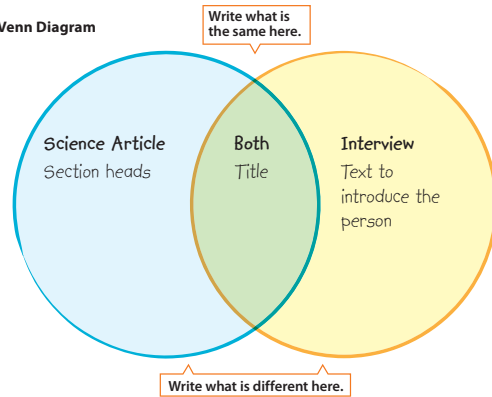 Venn Diagram
Write what is
the same here.
Science Article
Section heads
Both
Title
Interview
Text to
introduce the
person
Write what is different here.